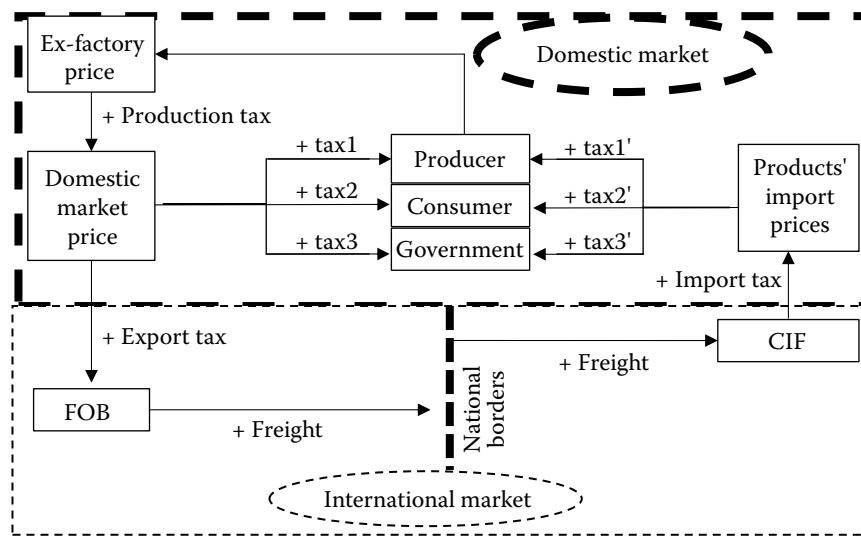 Ex-factory
price
Domestic market
+ Production tax
+ tax1
Producer
+ tax1'
Domestic
market
price
+ tax2
Consumer
+ tax2'
Products'
import
prices
+ tax3
Government
+ tax3'
+ Import tax
+ Export tax
CIF
+ Freight
FOB
+ Freight
National
borders
International market